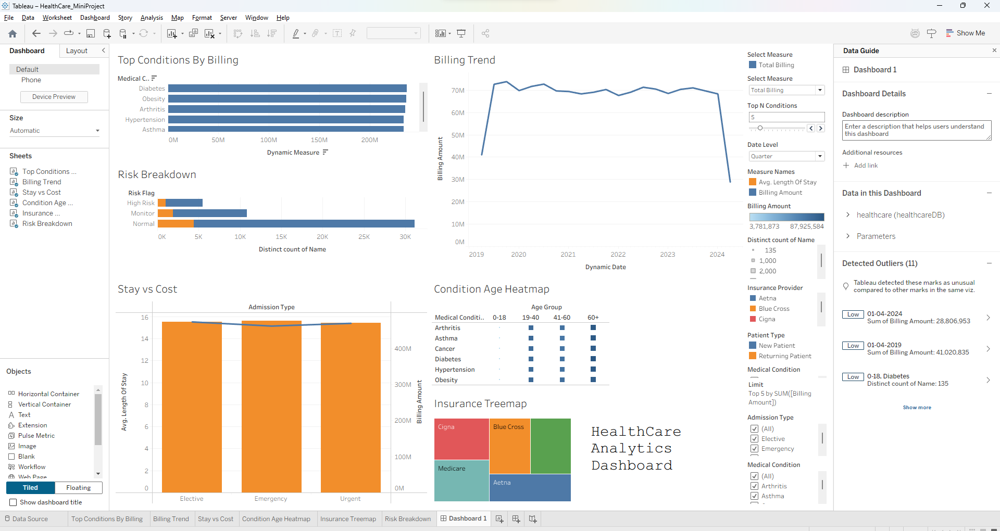 Tableau – HealthCare_MiniProject
File Data Worksheet Dashboard Story Analysis Map Format Server Window Help
Show Me
Dashboard Layout
Default
Phone
Device Preview
Size
Automatic
Sheets
Top Conditions ...
Billing Trend
Stay vs Cost
Condition Age ...
Insurance ...
Risk Breakdown
Objects
Horizontal Container
Vertical Container
Text
Extension
Pulse Metric
Image
Blank
Workflow
Web Page
Tiled Floating
Show dashboard title
Top Conditions By Billing
Medical C..
Diabetes
Obesity
Arthritis
Hypertension
Asthma
0M 50M 100M 150M 200M
Dynamic Measure
Risk Breakdown
Risk Flag
High Risk
Monitor
Normal
0K 5K 10K 15K 20K 25K 30K
Distinct count of Name
Stay vs Cost
Admission Type
16
14
12
10
8
6
4
2
0
Avg. Length Of Stay
400M
300M
200M
100M
0M
Billing Amount
Elective Emergency Urgent
Billing Trend
70M
60M
50M
40M
30M
20M
10M
0M
Billing Amount
2019 2020 2021 2022 2023 2024
Dynamic Date
Condition Age Heatmap
Age Group
Medical Conditi.. 0-18 19-40 41-60 60+
Arthritis
Asthma
Cancer
Diabetes
Hypertension
Obesity
Insurance Treemap
Cigna
Blue Cross
Medicare
Aetna
HealthCare
Analytics
Dashboard
Select Measure
Total Billing
Select Measure
Total Billing
Top N Conditions
5
Date Level
Quarter
Measure Names
Avg. Length Of Stay
Billing Amount
Billing Amount
3,781,873 87,925,584
Distinct count of Name
135
1,000
2,000
Insurance Provider
Aetna
Blue Cross
Cigna
Patient Type
New Patient
Returning Patient
Medical Condition
Limit
Top 5 by SUM([Billing
Amount])
Admission Type
(All)
Elective
Emergency
Medical Condition
(All)
Arthritis
Asthma
Data Guide
Dashboard 1
Dashboard Details
Dashboard description
Enter a description that helps users understand
this dashboard
Additional resources
Add link
Data in this Dashboard
healthcare (healthcareDB)
Parameters
Detected Outliers (11)
Tableau detected these marks as unusual
compared to other marks in the same viz.
Low 01-04-2024
Sum of Billing Amount: 28,806,953
Low 01-04-2019
Sum of Billing Amount: 41,020,835
Low 0-18, Diabetes
Distinct count of Name: 135
Show more
Data Source Top Conditions By Billing Billing Trend Stay vs Cost Condition Age Heatmap Insurance Treemap Risk Breakdown Dashboard 1